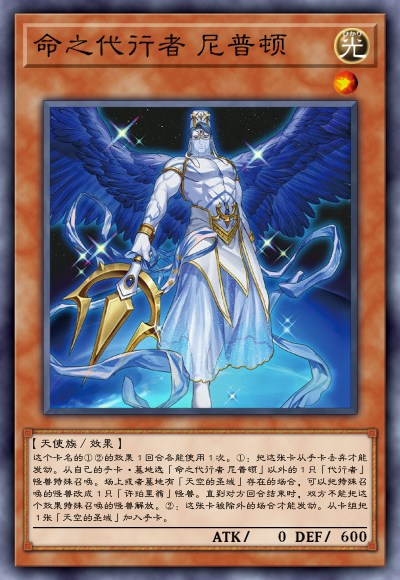 命之代行者 尼普顿
光
ひかり
【天使族/效果】
这个卡名的①②的效果1回合各能使用1次。①：把这张卡从手卡丢弃才能
发动。从自己的手卡·墓地选「命之代行者 尼普顿」以外的1只「代行者」
怪兽特殊召唤。场上或者墓地有「天空的圣域」存在的场合，可以把特殊召
唤的怪兽改成1只「许珀里翁」怪兽。直到对方回合结束时，双方不能把这
个效果特殊召唤的怪兽解放。②：这张卡被除外的场合才能发动。从卡组把
1张「天空的圣域」加入手卡。
ATK/ 0 DEF/ 600